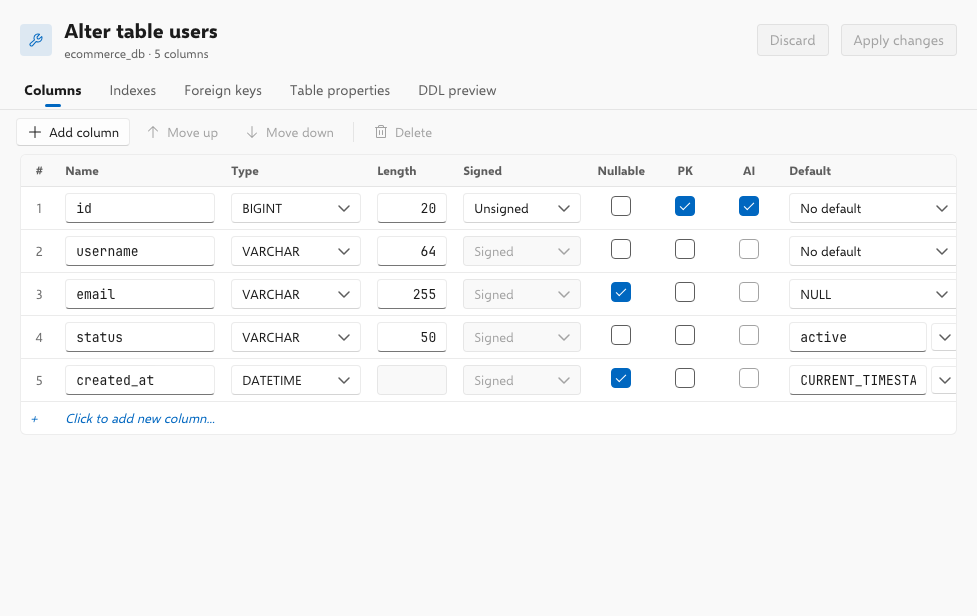 Alter table users
ecommerce_db · 5 columns
Discard
Apply changes
Columns Indexes Foreign keys Table properties DDL preview
Add column Move up Move down Delete
# Name Type Length Signed Nullable PK AI Default
1 id BIGINT 20 Unsigned No default
2 username VARCHAR 64 Signed No default
3 email VARCHAR 255 Signed NULL
4 status VARCHAR 50 Signed active
5 created_at DATETIME Signed CURRENT_TIMESTA
+ Click to add new column...